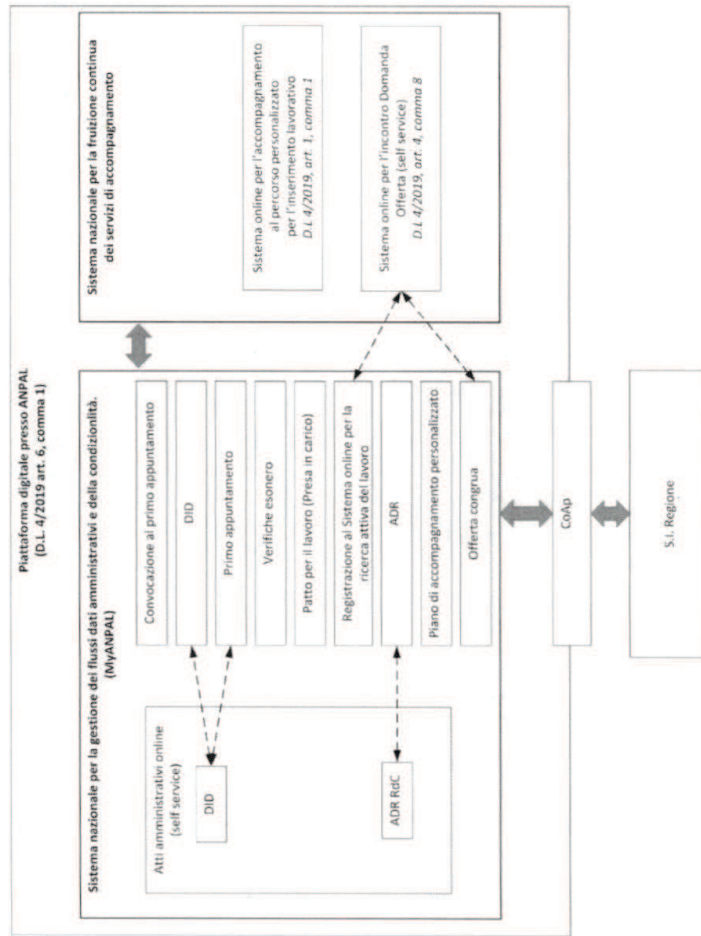 Piattaforma digitale presso ANPAL
(D.L. 4/2019 art. 6, comma 1)
Sistema nazionale per la gestione dei flussi dati amministrativi e della condizionlità.
(MyANPAL)
Atti amministrativi online
(self service)
DID
ADR RdC
Convocazione al primo appuntamento
DID
Primo appuntamento
Verifiche esonero
Patto per il lavoro (Presa in carico)
Registrazione al Sistema online per la
ricerca attiva del lavoro
ADR
Piano di accompagnamento personalizzato
Offerta congrua
Sistema nazionale per la fruizione continua
dei servizi di accompagnamento
Sistema online per l'accompagnamento
al percorso personalizzato
per l'inserimento lavorativo
D.L 4/2019, art. 1, comma 1
Sistema online per l'incontro Domanda
Offerta (self service)
D.L 4/2019, art. 4, comma 8
CoAp
S.I. Regione